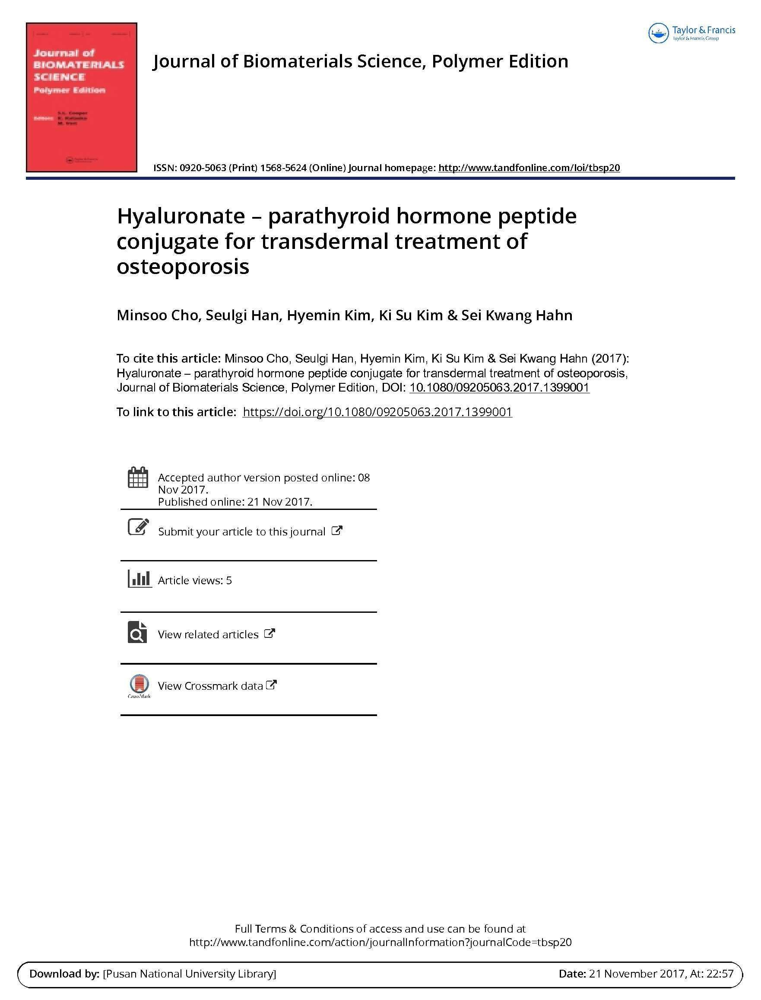 Taylor & Francis
Taylor & Francis Group
Journal of
BIOMATERIALS
SCIENCE
Polymer Edition
Editors:
Journal of Biomaterials Science, Polymer Edition
ISSN: 0920-5063 (Print) 1568-5624 (Online) Journal homepage: http://www.tandfonline.com/loi/tbsp20
Hyaluronate – parathyroid hormone peptide
conjugate for transdermal treatment of
osteoporosis
Minsoo Cho, Seulgi Han, Hyemin Kim, Ki Su Kim & Sei Kwang Hahn
To cite this article: Minsoo Cho, Seulgi Han, Hyemin Kim, Ki Su Kim & Sei Kwang Hahn (2017):
Hyaluronate – parathyroid hormone peptide conjugate for transdermal treatment of osteoporosis,
Journal of Biomaterials Science, Polymer Edition, DOI: 10.1080/09205063.2017.1399001
To link to this article: https://doi.org/10.1080/09205063.2017.1399001
Accepted author version posted online: 08
Nov 2017.
Published online: 21 Nov 2017.
Submit your article to this journal
Article views: 5
View related articles
View Crossmark data
CrossMark
Full Terms & Conditions of access and use can be found at
http://www.tandfonline.com/action/journalInformation?journalCode=tbsp20
Download by: [Pusan National University Library]
Date: 21 November 2017, At: 22:57